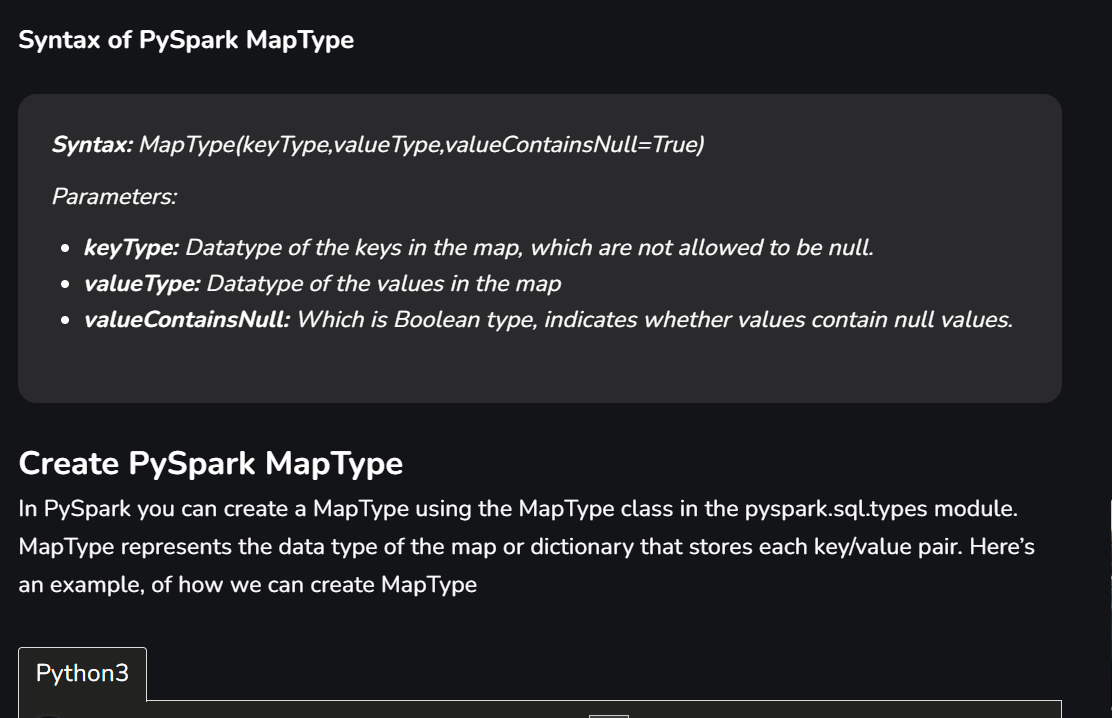 Syntax of PySpark MapType
Syntax: MapType(keyType,valueType,valueContainsNull=True)
Parameters:
• keyType: Datatype of the keys in the map, which are not allowed to be null.
• valueType: Datatype of the values in the map
• valueContainsNull: Which is Boolean type, indicates whether values contain null values.
Create PySpark MapType
In PySpark you can create a MapType using the MapType class in the pyspark.sql.types module.
MapType represents the data type of the map or dictionary that stores each key/value pair. Here’s
an example, of how we can create MapType
Python3